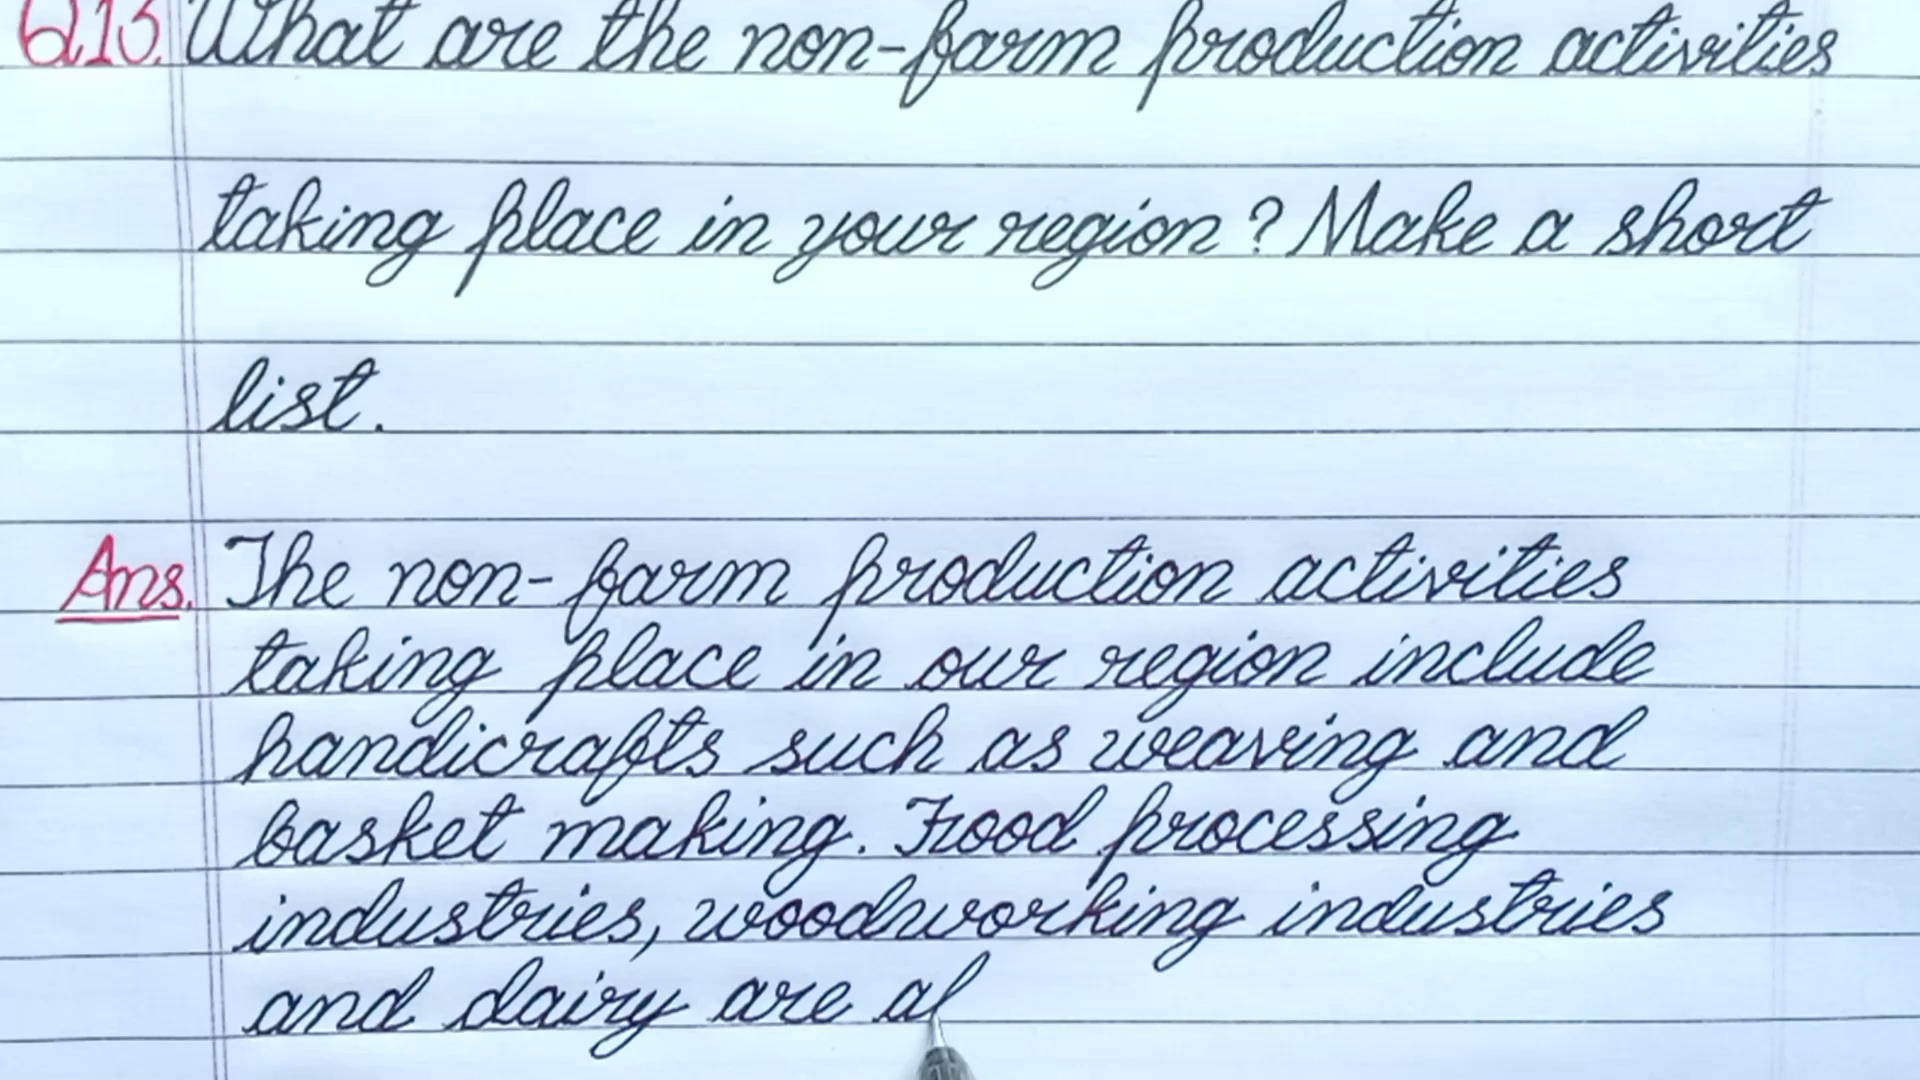 Q13. What are the non-farm production activities
taking place in your region? Make a short
list.
Ans. The non-farm production activities
taking place in our region include
handicrafts such as weaving and
basket making. Food processing
industries, woodworking industries
and dairy are al